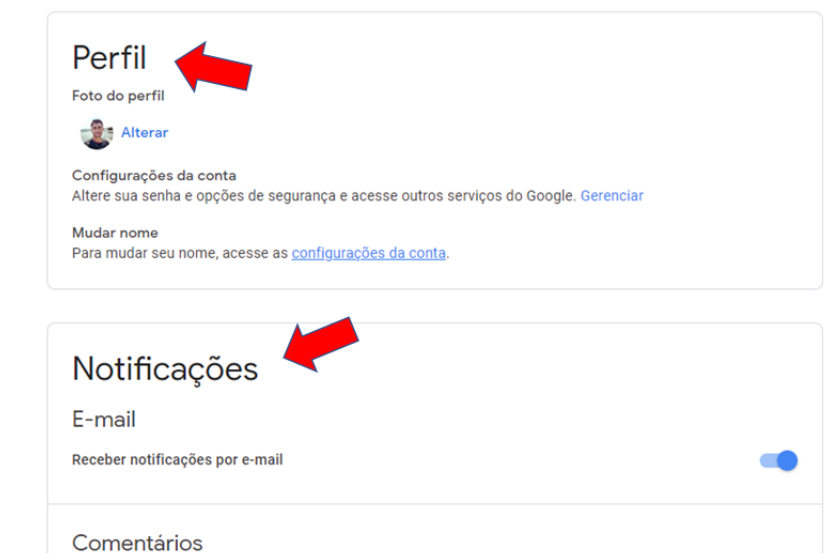 Perfil
Foto do perfil
Alterar
Configurações da conta
Altere sua senha e opções de segurança e acesse outros serviços do Google. Gerenciar
Mudar nome
Para mudar seu nome, acesse as configurações da conta.
Notificações
E-mail
Receber notificações por e-mail
Comentários